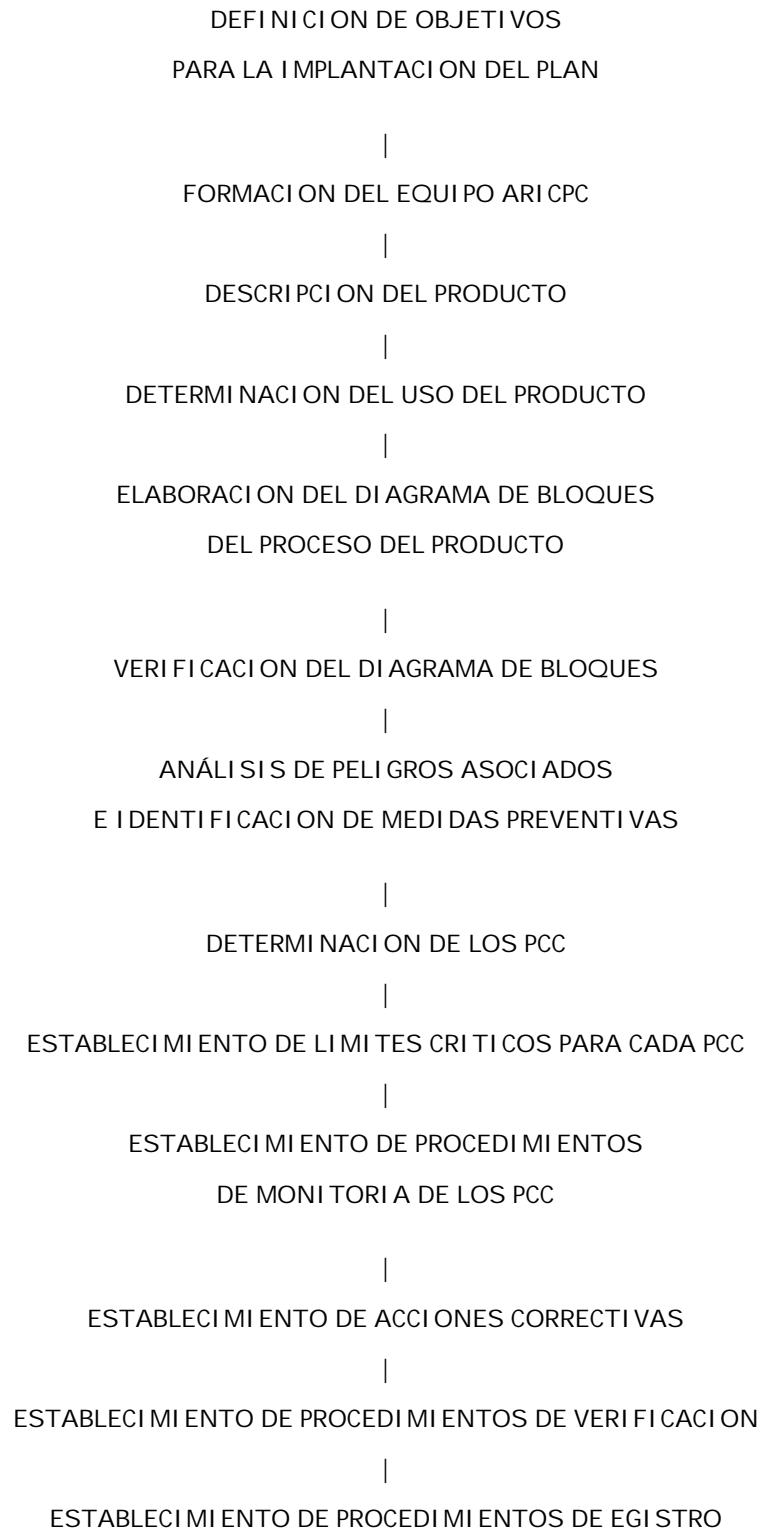 DEFINICION DE OBJETIVOS
PARA LA IMPLANTACION DEL PLAN
|
FORMACION DEL EQUIPO ARICPC
|
DESCRIPCION DEL PRODUCTO
|
DETERMINACION DEL USO DEL PRODUCTO
|
ELABORACION DEL DIAGRAMA DE BLOQUES
DEL PROCESO DEL PRODUCTO
|
VERIFICACION DEL DIAGRAMA DE BLOQUES
|
ANÁLISIS DE PELIGROS ASOCIADOS
E IDENTIFICACION DE MEDIDAS PREVENTIVAS
|
DETERMINACION DE LOS PCC
|
ESTABLECIMIENTO DE LIMITES CRITICOS PARA CADA PCC
|
ESTABLECIMIENTO DE PROCEDIMIENTOS
DE MONITORIA DE LOS PCC
|
ESTABLECIMIENTO DE ACCIONES CORRECTIVAS
|
ESTABLECIMIENTO DE PROCEDIMIENTOS DE VERIFICACION
|
ESTABLECIMIENTO DE PROCEDIMIENTOS DE EGISTRO